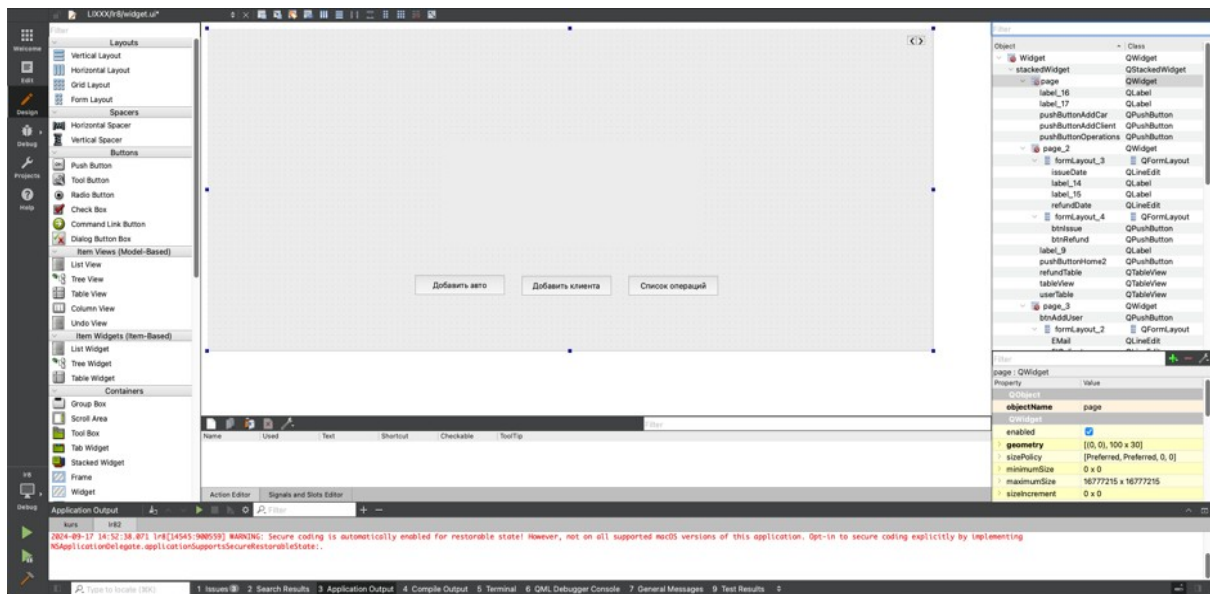 LIXXX/lr8/widget.ui*
Welcome
Edit
Design
Debug
Projects
Help
lr8
Debug
Filter
Layouts
Vertical Layout
Horizontal Layout
Grid Layout
Form Layout
Spacers
Horizontal Spacer
Vertical Spacer
Buttons
Push Button
Tool Button
Radio Button
Check Box
Command Link Button
Dialog Button Box
Item Views (Model-Based)
List View
Tree View
Table View
Column View
Undo View
Item Widgets (Item-Based)
List Widget
Tree Widget
Table Widget
Containers
Group Box
Scroll Area
Tool Box
Tab Widget
Stacked Widget
Frame
Widget
Добавить авто
Добавить клиента
Список операций
Filter
Name Used Text Shortcut Checkable ToolTip
Action Editor Signals and Slots Editor
Filter
Object Class
Widget QWidget
stackedWidget QStackedWidget
page QWidget
label_16 QLabel
label_17 QLabel
pushButtonAddCar QPushButton
pushButtonAddClient QPushButton
pushButtonOperations QPushButton
page_2 QWidget
formLayout_3 QFormLayout
issueDate QLineEdit
label_14 QLabel
label_15 QLabel
refundDate QLineEdit
formLayout_4 QFormLayout
btnIssue QPushButton
btnRefund QPushButton
label_9 QLabel
pushButtonHome2 QPushButton
refundTable QTableView
tableView QTableView
userTable QTableView
page_3 QWidget
btnAddUser QPushButton
formLayout_2 QFormLayout
EMail QLineEdit
Filter
page : QWidget
Property Value
QObject
objectName page
QWidget
enabled
geometry [(0, 0), 100 x 30]
sizePolicy [Preferred, Preferred, 0, 0]
minimumSize 0 x 0
maximumSize 16777215 x 16777215
sizeIncrement 0 x 0
Application Output Filter
kurs lr82
2024-09-17 14:52:38.071 lr8[14545:900559] WARNING: Secure coding is automatically enabled for restorable state! However, not on all supported macOS versions of this application. Opt-in to secure coding explicitly by implementing
NSApplicationDelegate.applicationSupportsSecureRestorableState:.
Type to locate (⌘K) 1 Issues 3 2 Search Results 3 Application Output 4 Compile Output 5 Terminal 6 QML Debugger Console 7 General Messages 9 Test Results